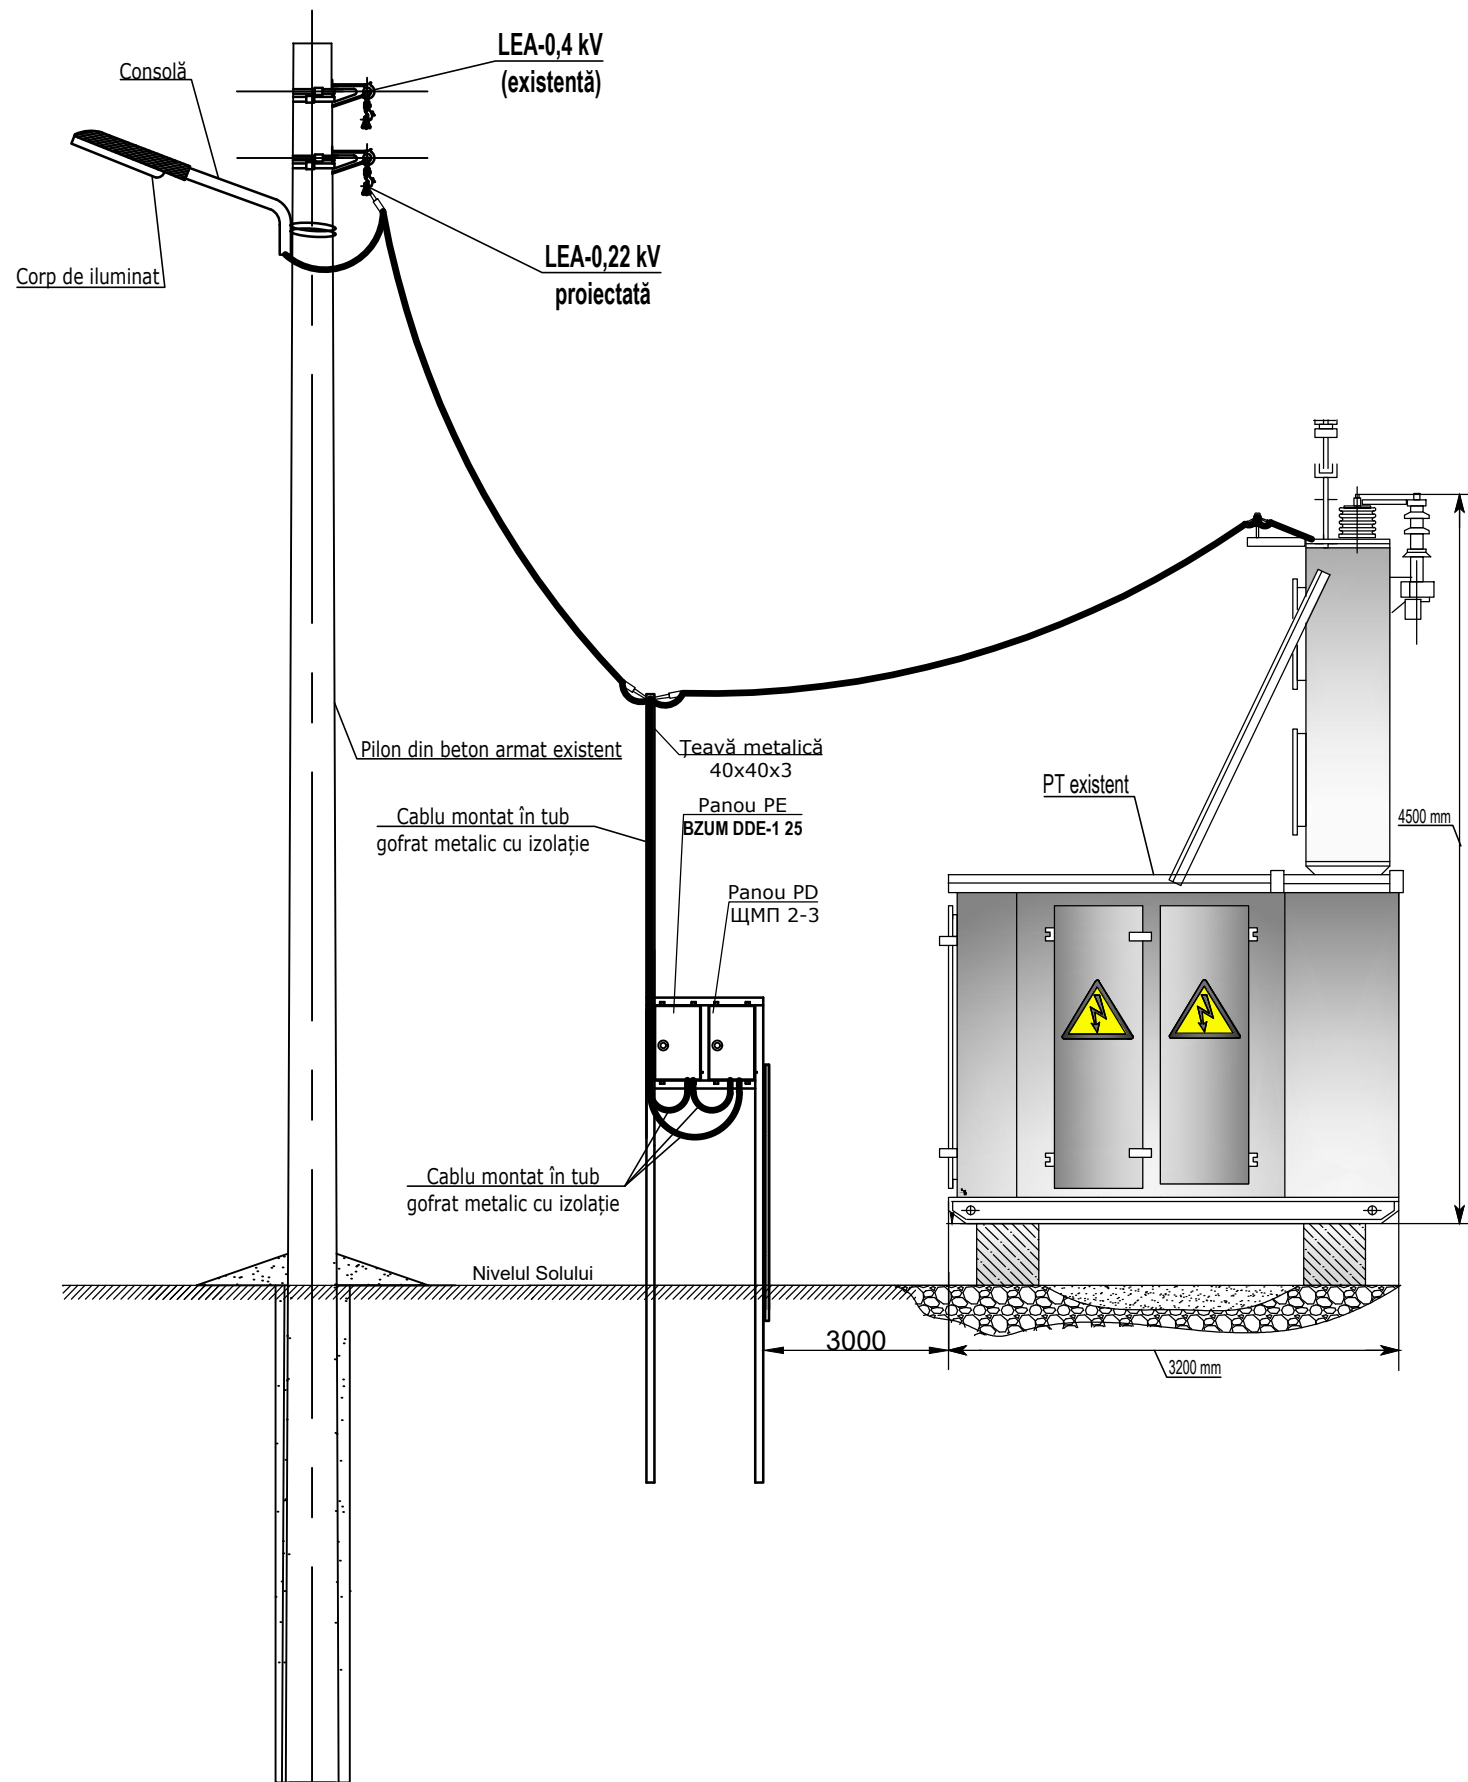 LEA-0,4 kV
(existentă)
Consolă
LEA-0,22 kV
proiectată
Corp de iluminat
Pilon din beton armat existent
Țeavă metalică
40x40x3
PT existent
Panou PE
BZUM DDE-1 25
Cablu montat în tub
gofrat metalic cu izolație
4500 mm
Panou PD
ЩМП 2-3
Cablu montat în tub
gofrat metalic cu izolație
Nivelul Solului
3000
3200 mm